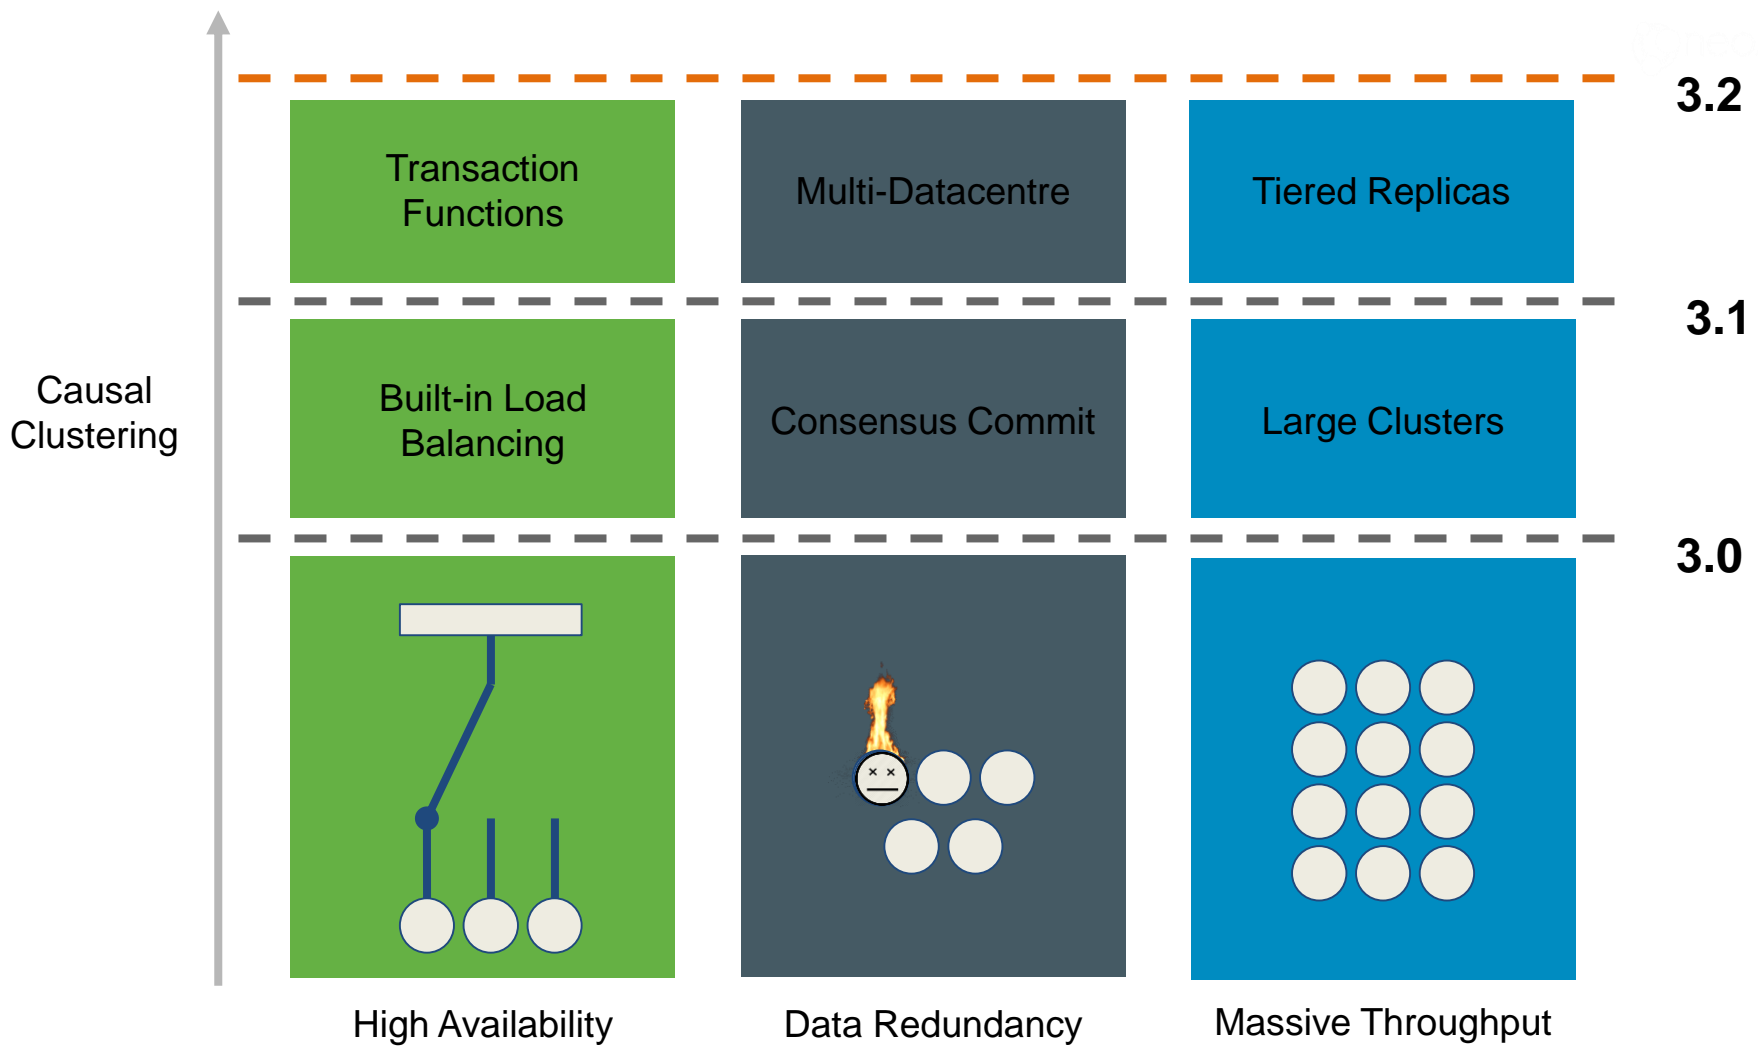 3.2
Transaction
Functions
Multi-Datacentre
Tiered Replicas
3.1
Causal
Clustering
Built-in Load
Balancing
Consensus Commit
Large Clusters
3.0
High Availability
Data Redundancy
Massive Throughput